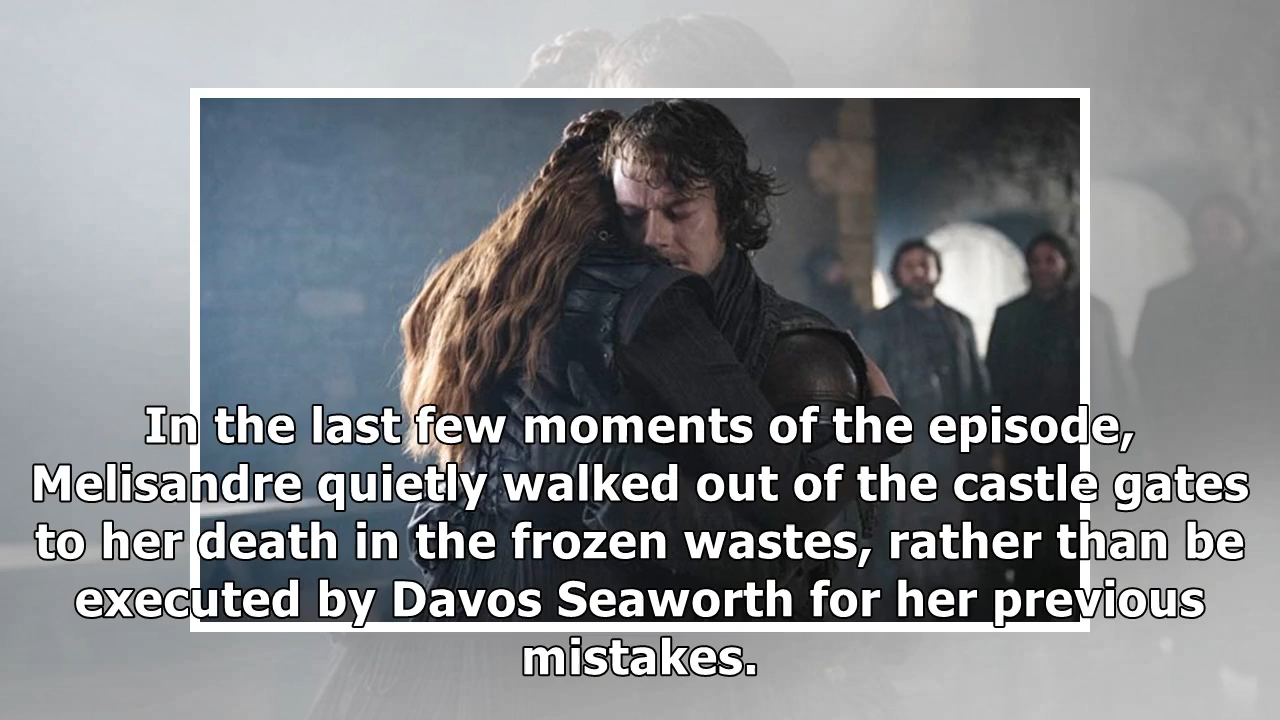 In the last few moments of the episode,
Melisandre quietly walked out of the castle gates
to her death in the frozen wastes, rather than be
executed by Davos Seaworth for her previous
mistakes.